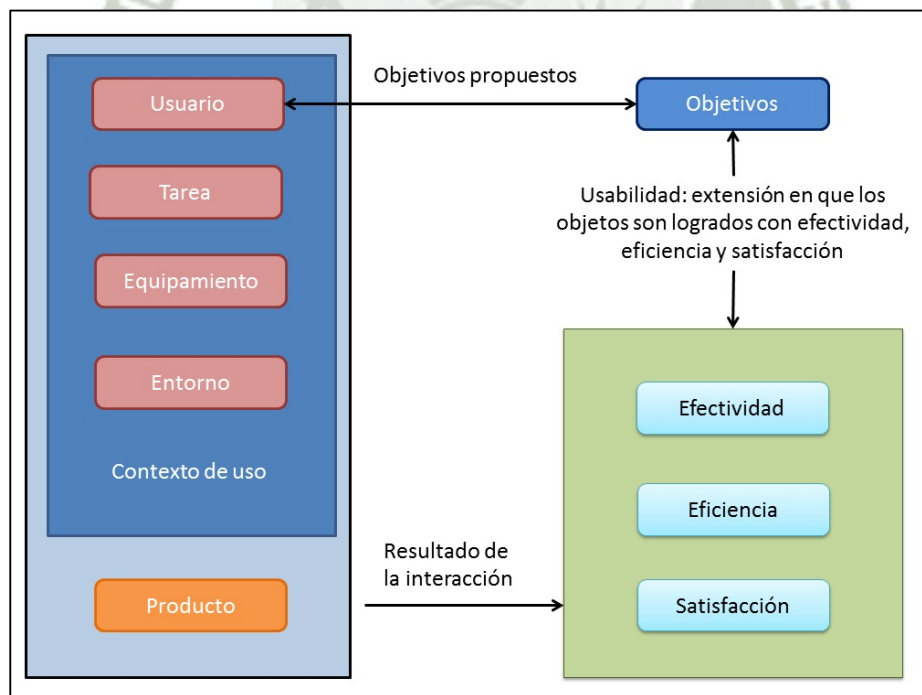 Usuario
Objetivos propuestos
Objetivos
Tarea
Equipamiento
Entorno
Contexto de uso
Producto
Usabilidad: extensión en que los
objetos son logrados con efectividad,
eficiencia y satisfacción
Resultado de
la interacción
Efectividad
Eficiencia
Satisfacción